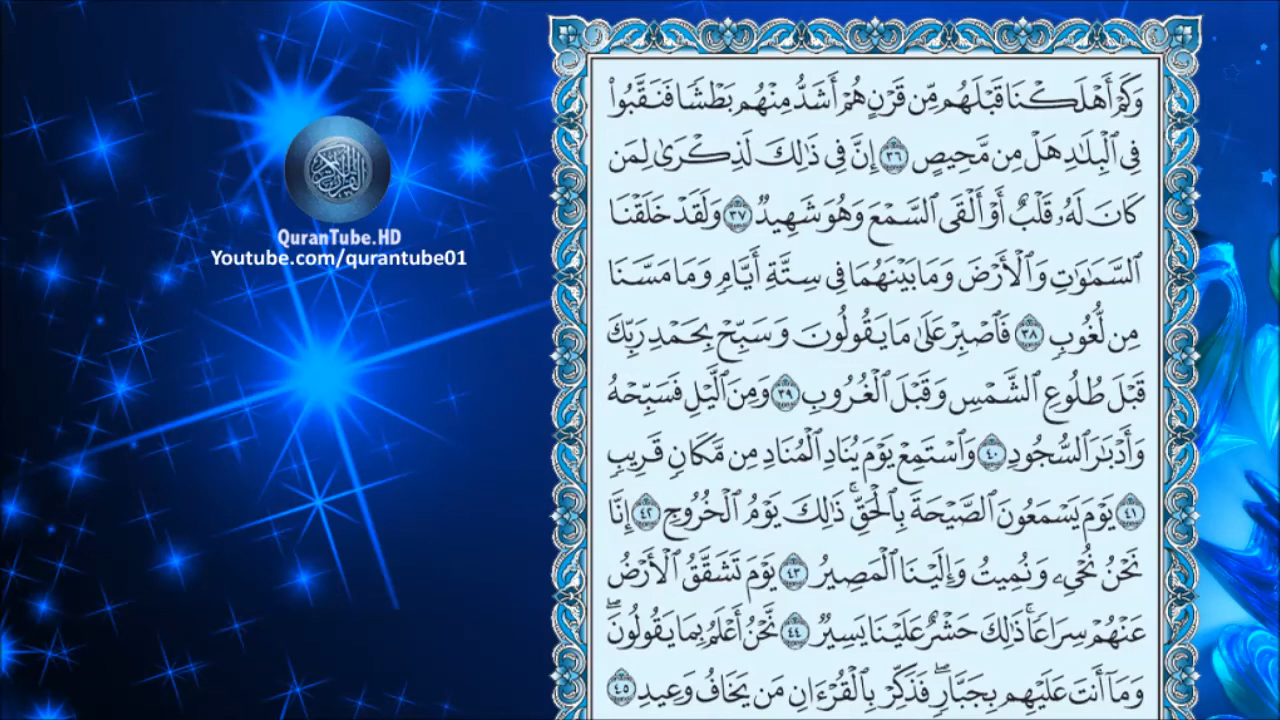 QuranTube.HD
Youtube.com/qurantube01
وَكَمْ أَهْلَكْنَا قَبْلَهُم مِّن قَرْنٍ هُمْ أَشَدُّ مِنْهُم بَطْشًا فَنَقَّبُوا۟
فِى ٱلْبِلَـٰدِ هَلْ مِن مَّحِيصٍ ٣٦ إِنَّ فِى ذَٰلِكَ لَذِكْرَىٰ لِمَن
كَانَ لَهُۥ قَلْبٌ أَوْ أَلْقَى ٱلسَّمْعَ وَهُوَ شَهِيدٌ ٣٧ وَلَقَدْ خَلَقْنَا
ٱلسَّمَـٰوَٰتِ وَٱلْأَرْضَ وَمَا بَيْنَهُمَا فِى سِتَّةِ أَيَّامٍ وَمَا مَسَّنَا
مِن لُّغُوبٍ ٣٨ فَٱصْبِرْ عَلَىٰ مَا يَقُولُونَ وَسَبِّحْ بِحَمْدِ رَبِّكَ
قَبْلَ طُلُوعِ ٱلشَّمْسِ وَقَبْلَ ٱلْغُرُوبِ ٣٩ وَمِنَ ٱلَّيْلِ فَسَبِّحْهُ
وَأَدْبَـٰرَ ٱلسُّجُودِ ٤٠ وَٱسْتَمِعْ يَوْمَ يُنَادِ ٱلْمُنَادِ مِن مَّكَانٍ قَرِيبٍ
٤١ يَوْمَ يَسْمَعُونَ ٱلصَّيْحَةَ بِٱلْحَقِّ ۚ ذَٰلِكَ يَوْمُ ٱلْخُرُوجِ ٤٢ إِنَّا
نَحْنُ نُحْىِۦ وَنُمِيتُ وَإِلَيْنَا ٱلْمَصِيرُ ٤٣ يَوْمَ تَشَقَّقُ ٱلْأَرْضُ
عَنْهُمْ سِرَاعًا ۚ ذَٰلِكَ حَشْرٌ عَلَيْنَا يَسِيرٌ ٤٤ نَّحْنُ أَعْلَمُ بِمَا يَقُولُونَ ۖ
وَمَآ أَنتَ عَلَيْهِم بِجَبَّارٍ ۖ فَذَكِّرْ بِٱلْقُرْءَانِ مَن يَخَافُ وَعِيدِ ٤٥